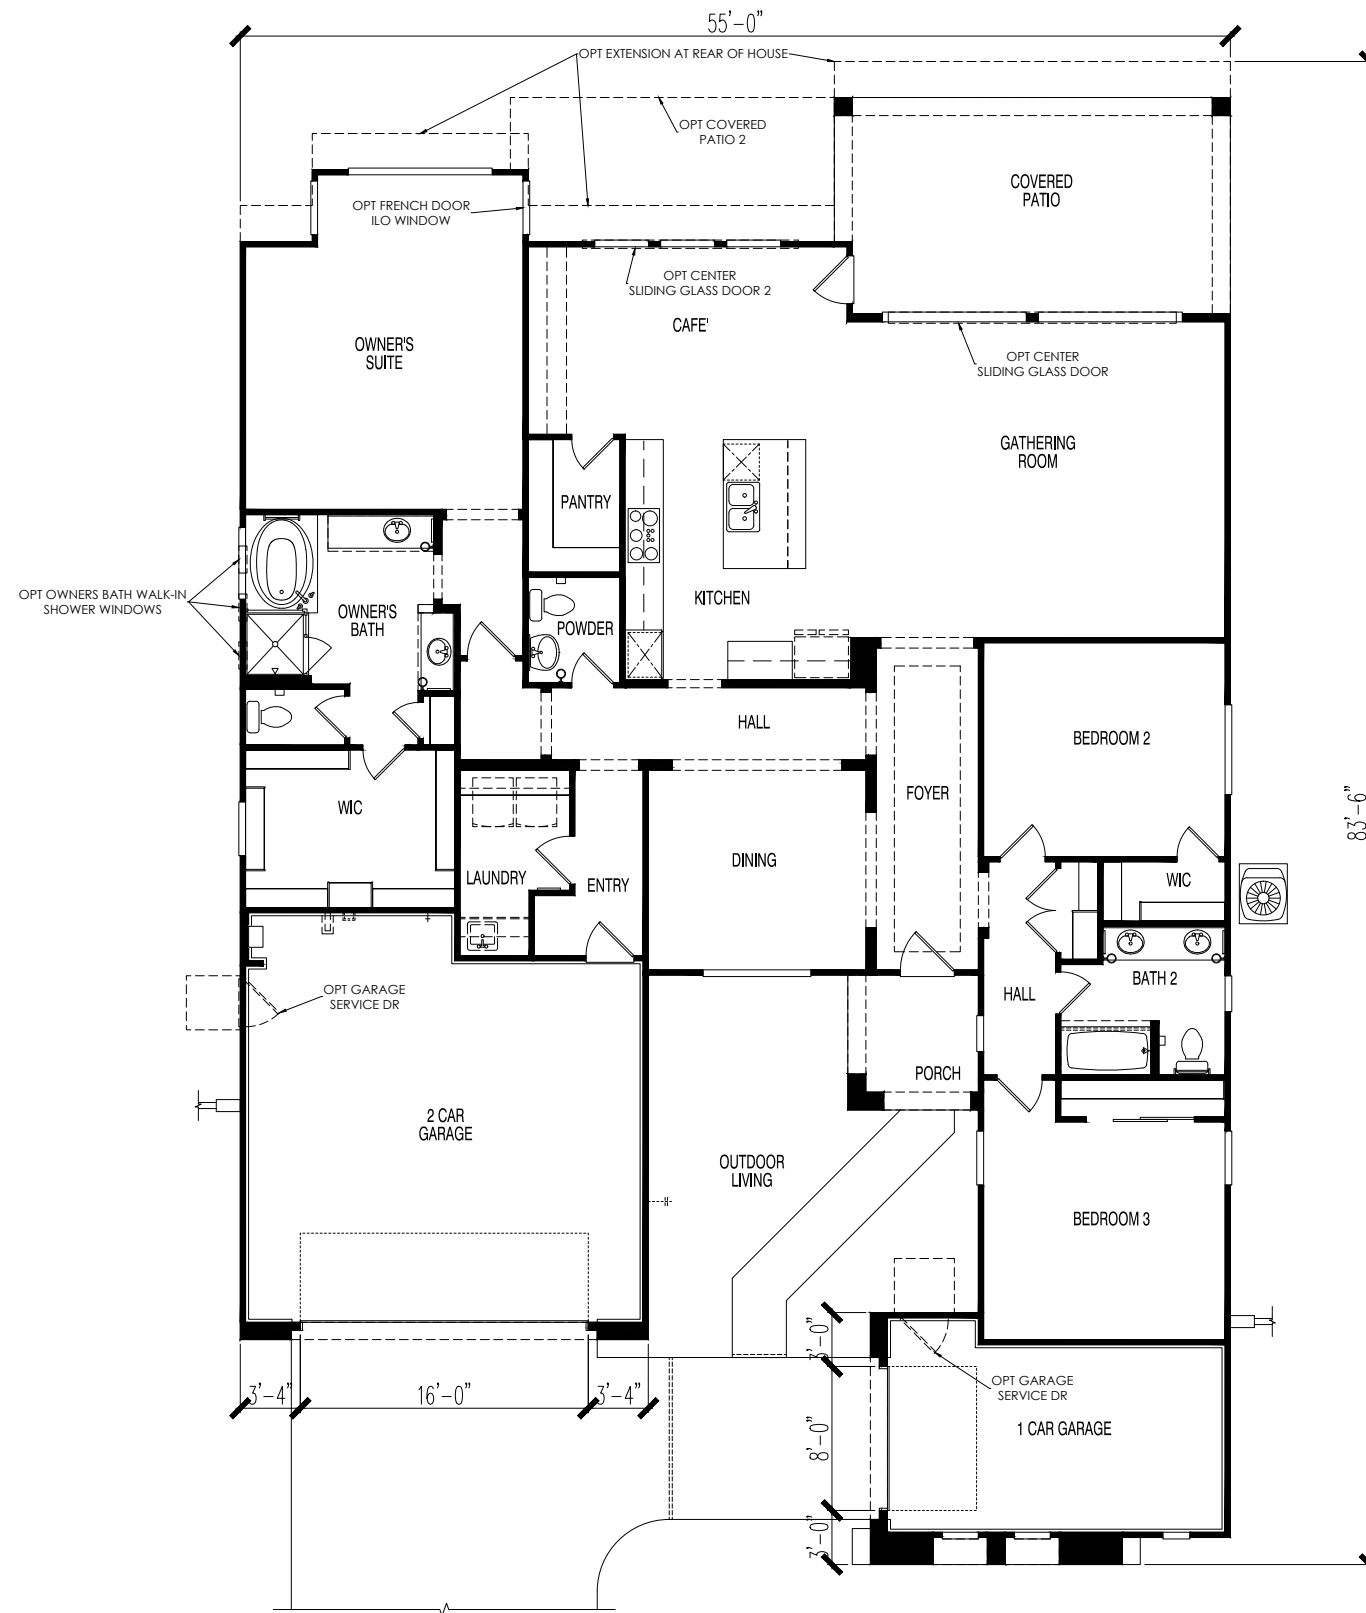 55'-0"
OPT EXTENSION AT REAR OF HOUSE
OPT COVERED
PATIO 2
COVERED
PATIO
OPT FRENCH DOOR
ILO WINDOW
OPT CENTER
SLIDING GLASS DOOR 2
CAFE'
OWNER'S
SUITE
OPT CENTER
SLIDING GLASS DOOR
GATHERING
ROOM
PANTRY
OPT OWNERS BATH WALK-IN
SHOWER WINDOWS
OWNER'S
BATH
KITCHEN
POWDER
HALL
BEDROOM 2
WIC
FOYER
83'-6"
DINING
LAUNDRY
ENTRY
WIC
OPT GARAGE
SERVICE DR
HALL
BATH 2
PORCH
2 CAR
GARAGE
OUTDOOR
LIVING
BEDROOM 3
3'-0"
3'-4"
16'-0"
3'-4"
OPT GARAGE
SERVICE DR
8'-0"
1 CAR GARAGE
3'-0"